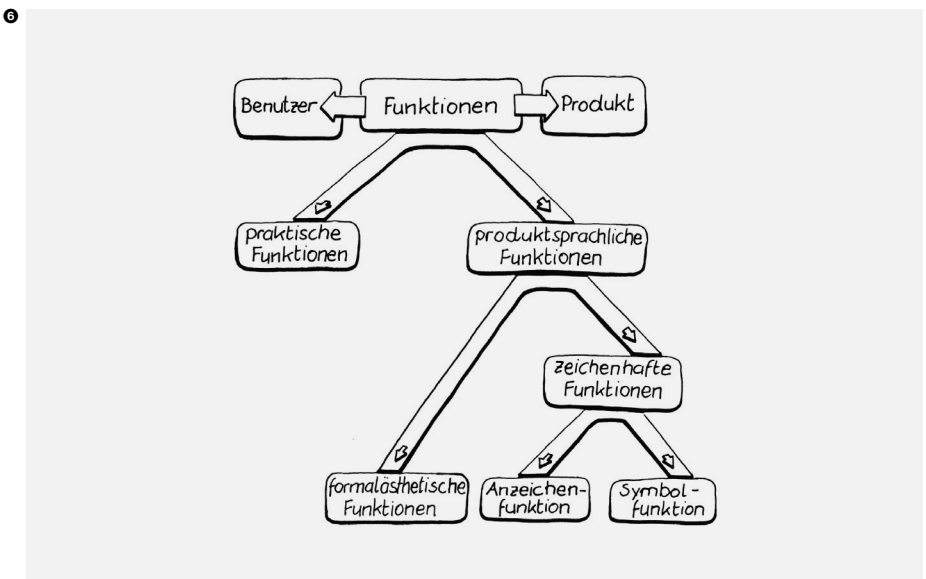 ❻
Benutzer
Funktionen
Produkt
praktische
Funktionen
produktsprachliche
Funktionen
zeichenhafte
Funktionen
formalästhetische
Funktionen
Anzeichen-
funktion
Symbol-
funktion